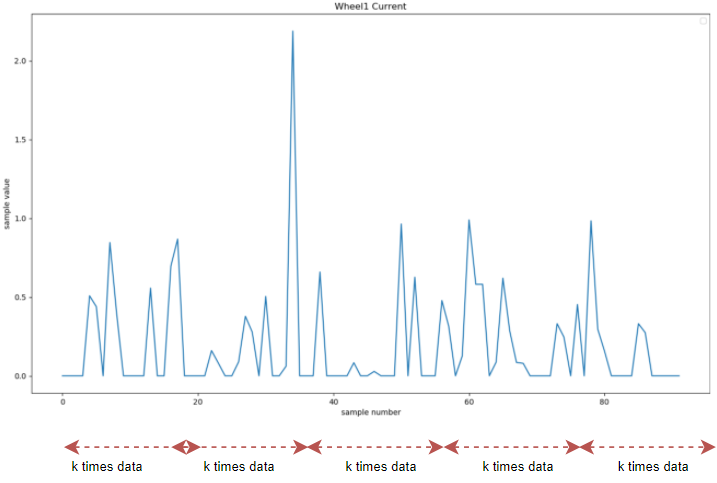 Wheel1 Current
2.0
1.5
1.0
0.5
0.0
sample value
0 20 40 60 80
sample number
k times data k times data k times data k times data k times data